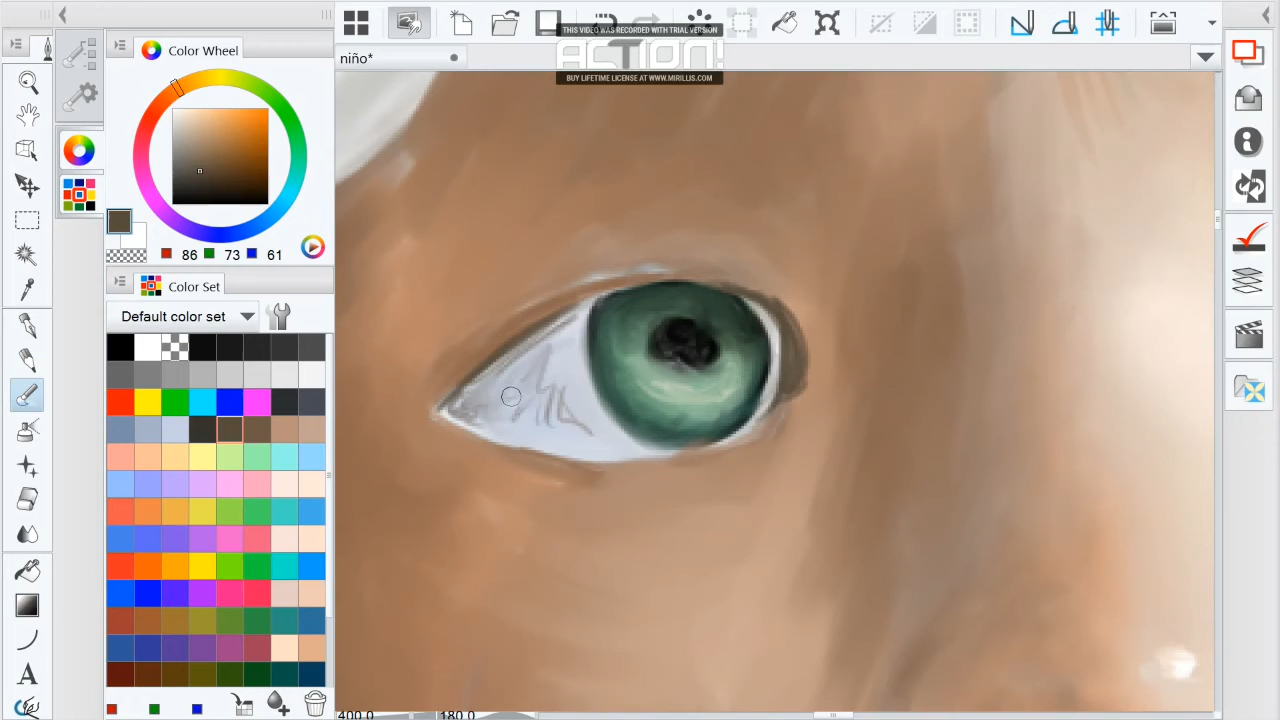 THIS VIDEO WAS RECORDED WITH TRIAL VERSION
ACTION!
BUY LIFETIME LICENSE AT WWW.MIRILLIS.COM
Color Wheel
niño*
86 73 61
Color Set
Default color set
A
400.0 180.0